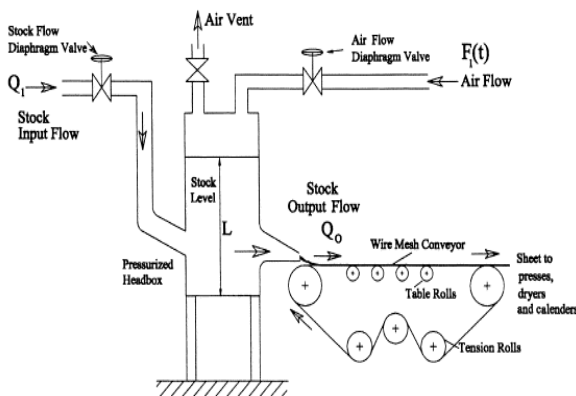 Air Vent
Stock Flow
Diaphragm Valve
Air Flow
Diaphragm Valve
F₁(t)
Q₁
Air Flow
Stock
Input Flow
Stock
Level
L
Stock
Output Flow
Q₀
Wire Mesh Conveyor
Pressurized
Headbox
Sheet to
presses,
dryers
and calenders
Table Rolls
Tension Rolls